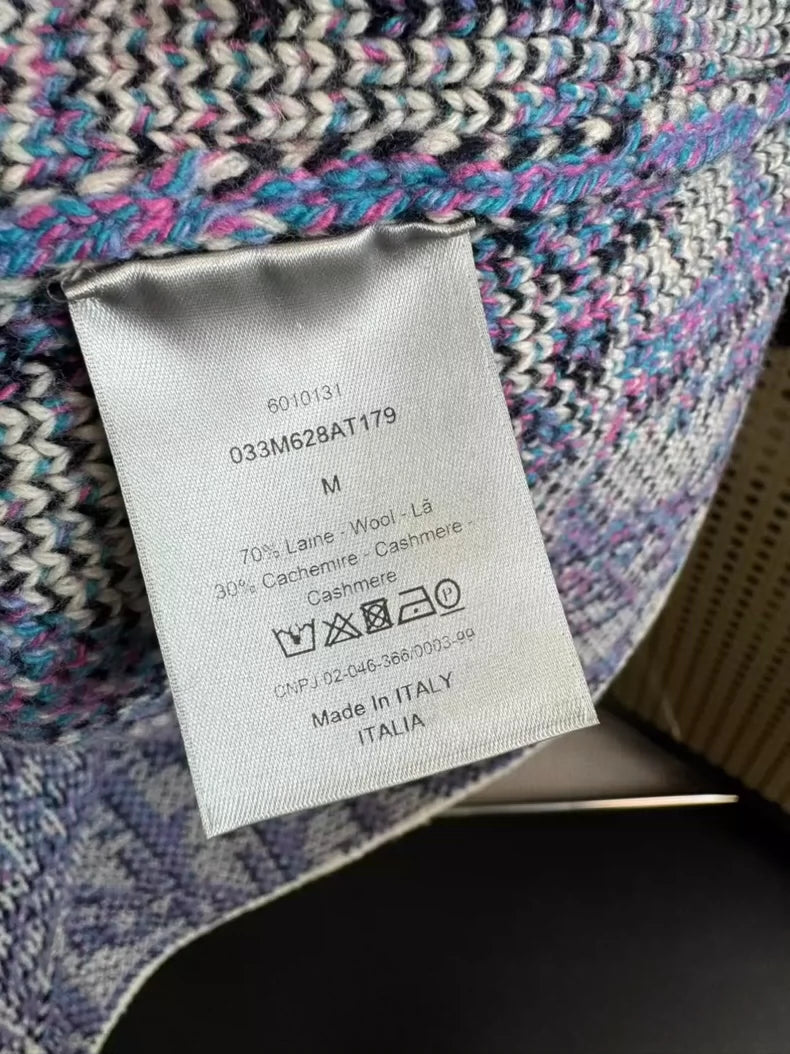 6010131
033M628AT179
M
70% Laine - Wool - Lã
30% Cachemire - Cashmere -
Cashmere
P
CNPJ 02-046-366/0003-99
Made In ITALY
ITALIA